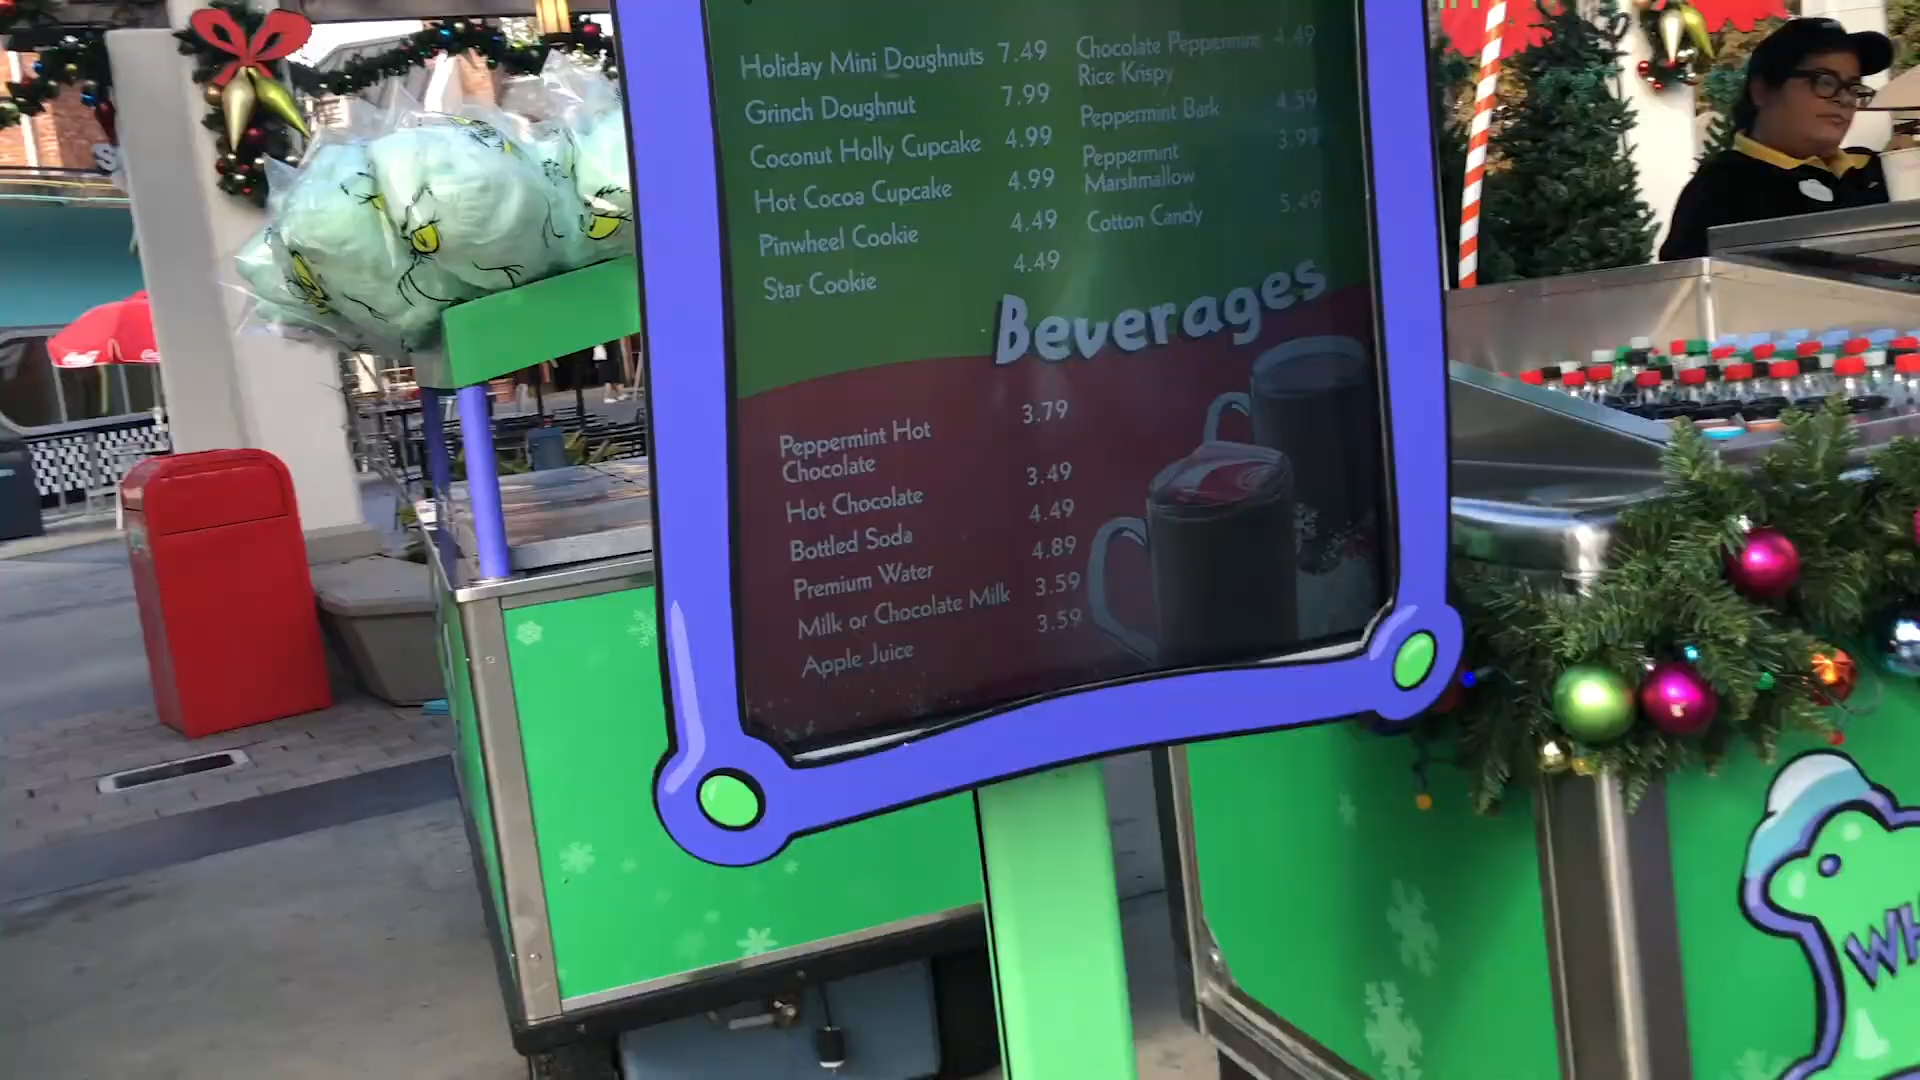 Holiday Mini Doughnuts 7.49
Grinch Doughnut 7.99
Coconut Holly Cupcake 4.99
Hot Cocoa Cupcake 4.99
Pinwheel Cookie 4.49
Star Cookie 4.49
Chocolate Peppermint 4.49
Rice Krispy
Peppermint Bark 4.59
Peppermint 3.99
Marshmallow
Cotton Candy 5.49
Beverages
Peppermint Hot 3.79
Chocolate
Hot Chocolate 3.49
Bottled Soda 4.49
Premium Water 4.89
Milk or Chocolate Milk 3.59
Apple Juice 3.59